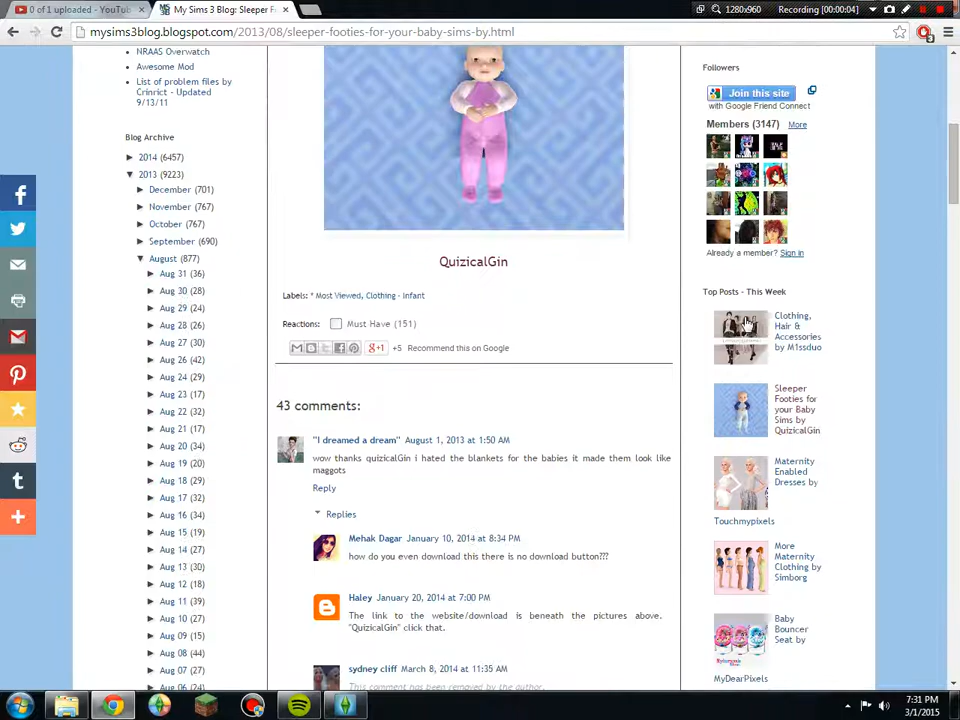 0 of 1 uploaded - YouTub
My Sims 3 Blog: Sleeper F
1280x960
Recording [00:00:04]
mysims3blog.blogspot.com/2013/08/sleeper-footies-for-your-baby-sims-by.html
NRAAS Overwatch
Awesome Mod
List of problem files by
Crinrict - Updated
9/13/11
Blog Archive
► 2014 (6457)
▼ 2013 (9223)
► December (701)
► November (767)
► October (767)
► September (690)
▼ August (877)
► Aug 31 (36)
► Aug 30 (28)
► Aug 29 (24)
► Aug 28 (26)
► Aug 27 (30)
► Aug 26 (42)
► Aug 24 (29)
► Aug 23 (17)
► Aug 22 (32)
► Aug 21 (17)
► Aug 20 (34)
► Aug 19 (20)
► Aug 18 (29)
► Aug 17 (32)
► Aug 16 (34)
► Aug 15 (19)
► Aug 14 (27)
► Aug 13 (30)
► Aug 12 (18)
► Aug 11 (39)
► Aug 10 (29)
► Aug 09 (15)
► Aug 08 (44)
► Aug 07 (27)
► Aug 06 (34)
QuizicalGin
Labels: * Most Viewed, Clothing - Infant
Reactions: Must Have (151)
+5 Recommend this on Google
43 comments:
"I dreamed a dream" August 1, 2013 at 1:50 AM
wow thanks quizicalGin i hated the blankets for the babies it made them look like
maggots
Reply
Replies
Mehak Dagar January 10, 2014 at 8:34 PM
how do you even download this there is no download button???
Haley January 20, 2014 at 7:00 PM
The link to the website/download is beneath the pictures above.
"QuizicalGin" click that.
sydney cliff March 8, 2014 at 11:35 AM
This comment has been removed by the author.
Followers
Join this site
with Google Friend Connect
Members (3147) More
Already a member? Sign in
Top Posts - This Week
Clothing,
Hair &
Accessories
by M1ssduo
Sleeper
Footies for
your Baby
Sims by
QuizicalGin
Maternity
Enabled
Dresses by
Touchmypixels
More
Maternity
Clothing by
Simborg
Baby
Bouncer
Seat by
MyDearPixels
7:31 PM
3/1/2015